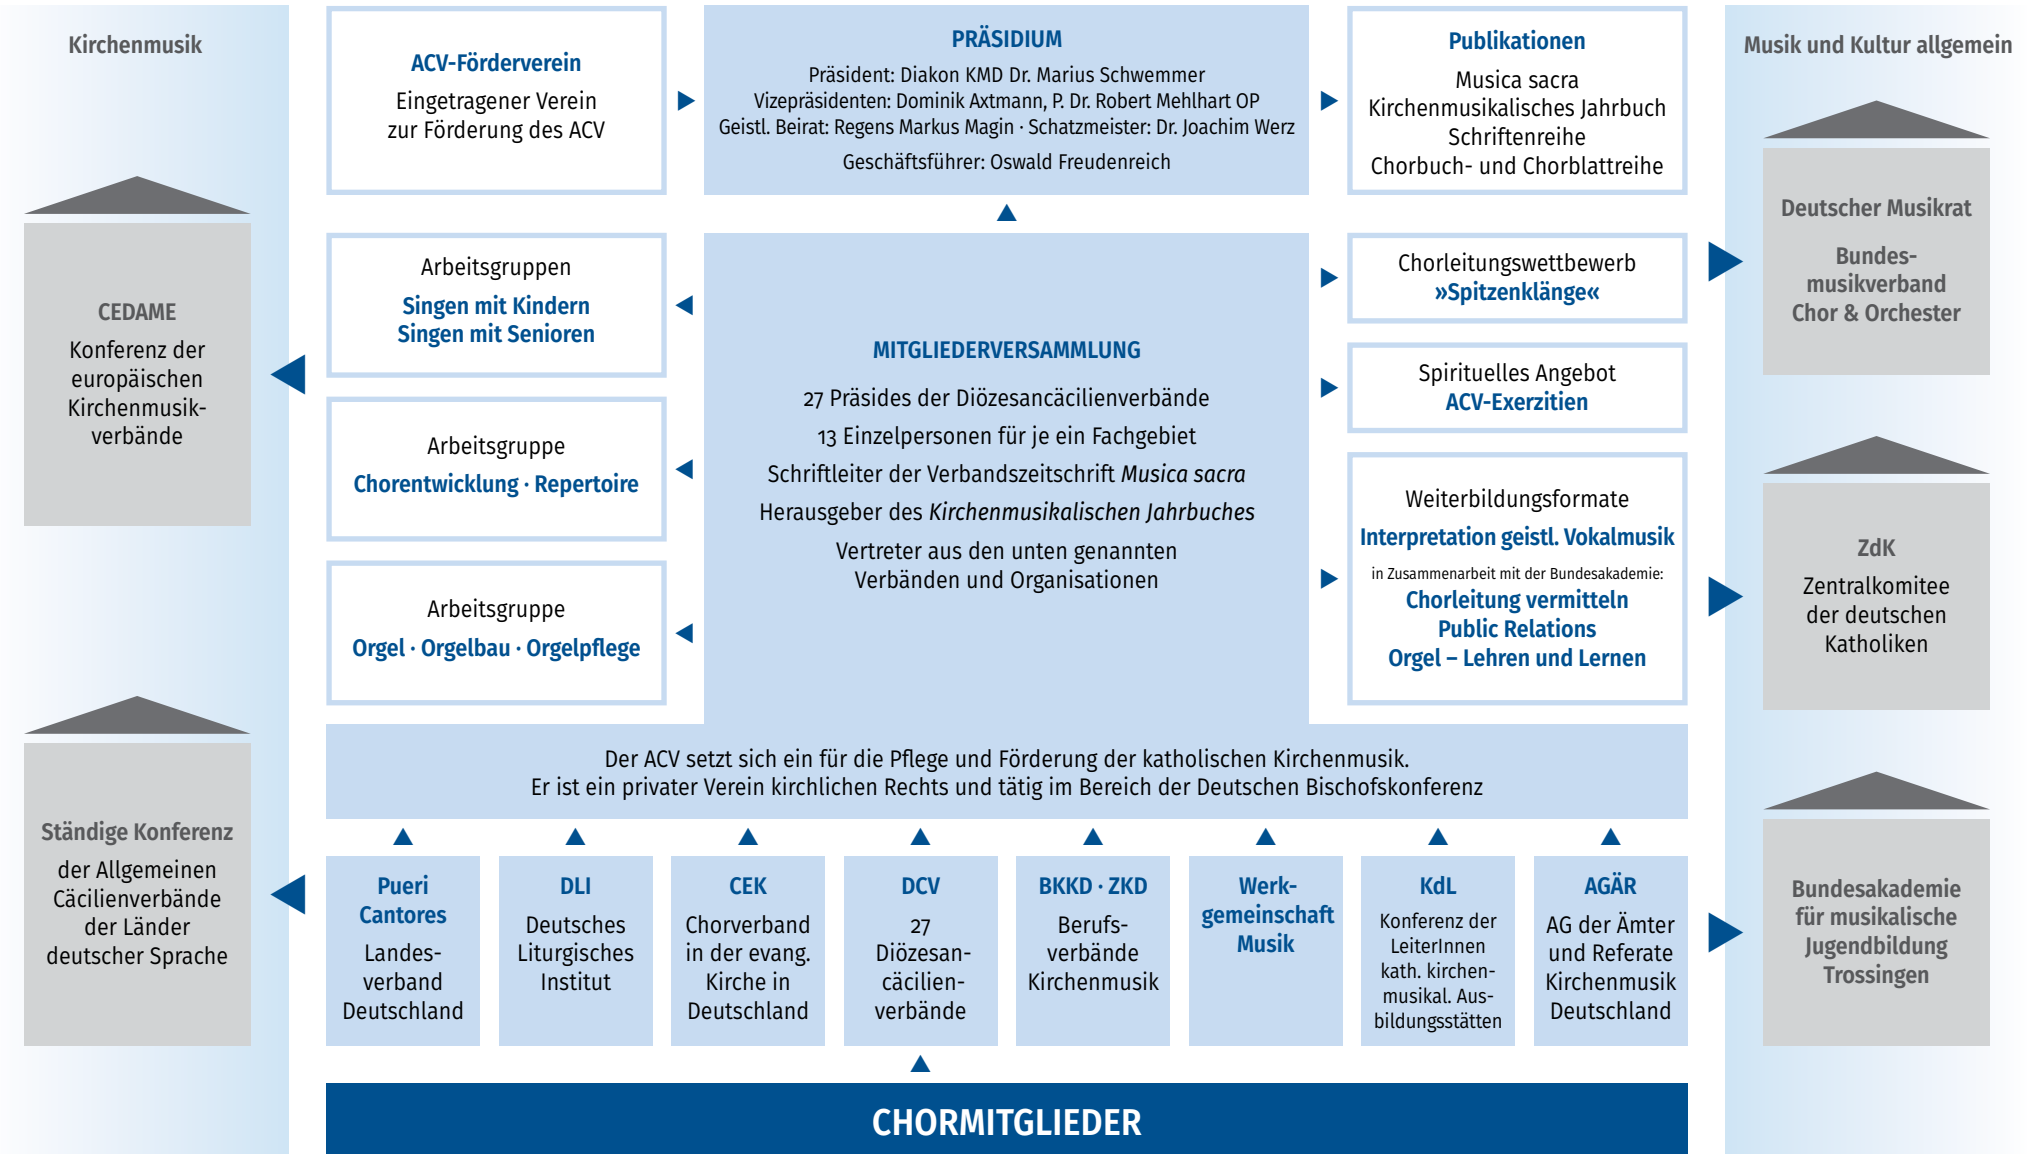 Kirchenmusik
CEDAME
Konferenz der
europäischen
Kirchenmusik-
verbände
Ständige Konferenz
der Allgemeinen
Cäcilienverbände
der Länder
deutscher Sprache
ACV-Förderverein
Eingetragener Verein
zur Förderung des ACV
PRÄSIDIUM
Präsident: Diakon KMD Dr. Marius Schwemmer
Vizepräsidenten: Dominik Axtmann, P. Dr. Robert Mehlhart OP
Geistl. Beirat: Regens Markus Magin · Schatzmeister: Dr. Joachim Werz
Geschäftsführer: Oswald Freudenreich
Publikationen
Musica sacra
Kirchenmusikalisches Jahrbuch
Schriftenreihe
Chorbuch- und Chorblattreihe
Arbeitsgruppen
Singen mit Kindern
Singen mit Senioren
Arbeitsgruppe
Chorentwicklung · Repertoire
Arbeitsgruppe
Orgel · Orgelbau · Orgelpflege
MITGLIEDERVERSAMMLUNG
27 Präsides der Diözesancäcilienverbände
13 Einzelpersonen für je ein Fachgebiet
Schriftleiter der Verbandszeitschrift Musica sacra
Herausgeber des Kirchenmusikalischen Jahrbuches
Vertreter aus den unten genannten
Verbänden und Organisationen
Chorleitungswettbewerb
»Spitzenklänge«
Spirituelles Angebot
ACV-Exerzitien
Weiterbildungsformate
Interpretation geistl. Vokalmusik
in Zusammenarbeit mit der Bundesakademie:
Chorleitung vermitteln
Public Relations
Orgel – Lehren und Lernen
Der ACV setzt sich ein für die Pflege und Förderung der katholischen Kirchenmusik.
Er ist ein privater Verein kirchlichen Rechts und tätig im Bereich der Deutschen Bischofskonferenz
Pueri
Cantores
Landes-
verband
Deutschland
DLI
Deutsches
Liturgisches
Institut
CEK
Chorverband
in der evang.
Kirche in
Deutschland
DCV
27
Diözesan-
cäcilien-
verbände
BKKD · ZKD
Berufs-
verbände
Kirchenmusik
Werk-
gemeinschaft
Musik
KdL
Konferenz der
LeiterInnen
kath. kirchen-
musikal. Aus-
bildungsstätten
AGÄR
AG der Ämter
und Referate
Kirchenmusik
Deutschland
CHORMITGLIEDER
Musik und Kultur allgemein
Deutscher Musikrat
Bundes-
musikverband
Chor & Orchester
ZdK
Zentralkomitee
der deutschen
Katholiken
Bundesakademie
für musikalische
Jugendbildung
Trossingen